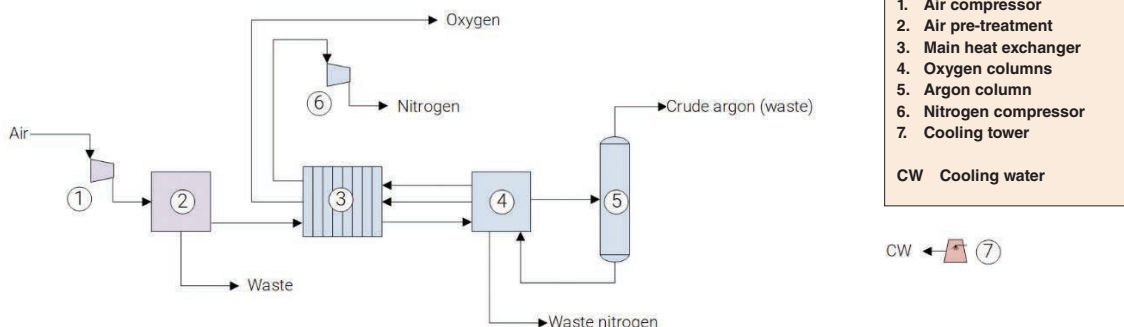 Oxygen
6
Nitrogen
Crude argon (waste)
Air
1
2
3
4
5
Waste
Waste nitrogen
1. Air compressor
2. Air pre-treatment
3. Main heat exchanger
4. Oxygen columns
5. Argon column
6. Nitrogen compressor
7. Cooling tower
CW Cooling water
CW 7